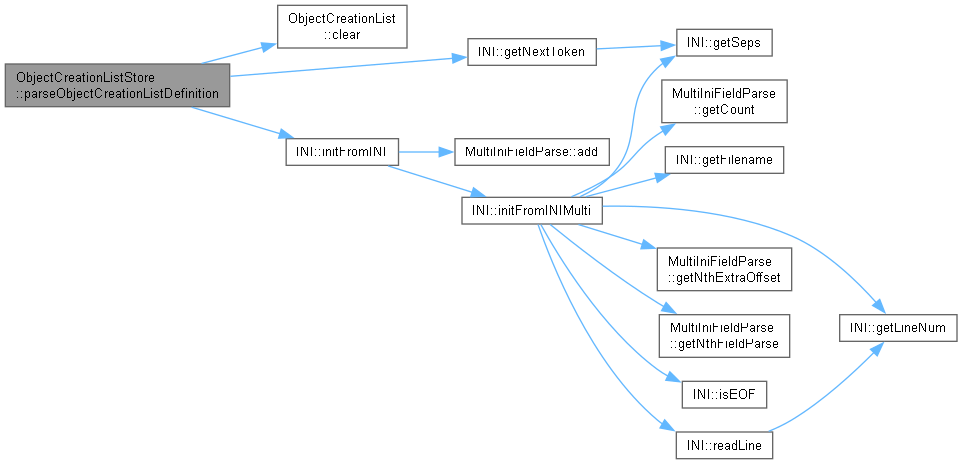 ObjectCreationList
::clear
INI::getNextToken
INI::getSeps
ObjectCreationListStore
::parseObjectCreationListDefinition
MultiIniFieldParse
::getCount
INI::initFromINI
MultiIniFieldParse::add
INI::getFilename
INI::initFromINIMulti
MultiIniFieldParse
::getNthExtraOffset
MultiIniFieldParse
::getNthFieldParse
INI::getLineNum
INI::isEOF
INI::readLine